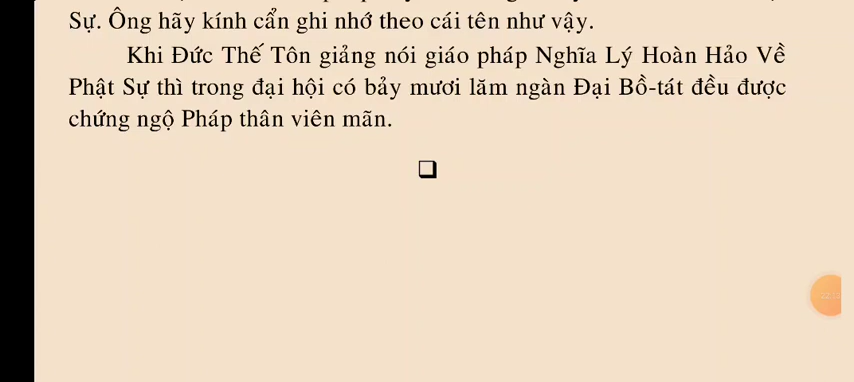 Sự. Ông hãy kính cẩn ghi nhớ theo cái tên như vậy.
Khi Đức Thế Tôn giảng nói giáo pháp Nghĩa Lý Hoàn Hảo Về
Phật Sự thì trong đại hội có bảy mươi lăm ngàn Đại Bồ-tát đều được
chứng ngộ Pháp thân viên mãn.